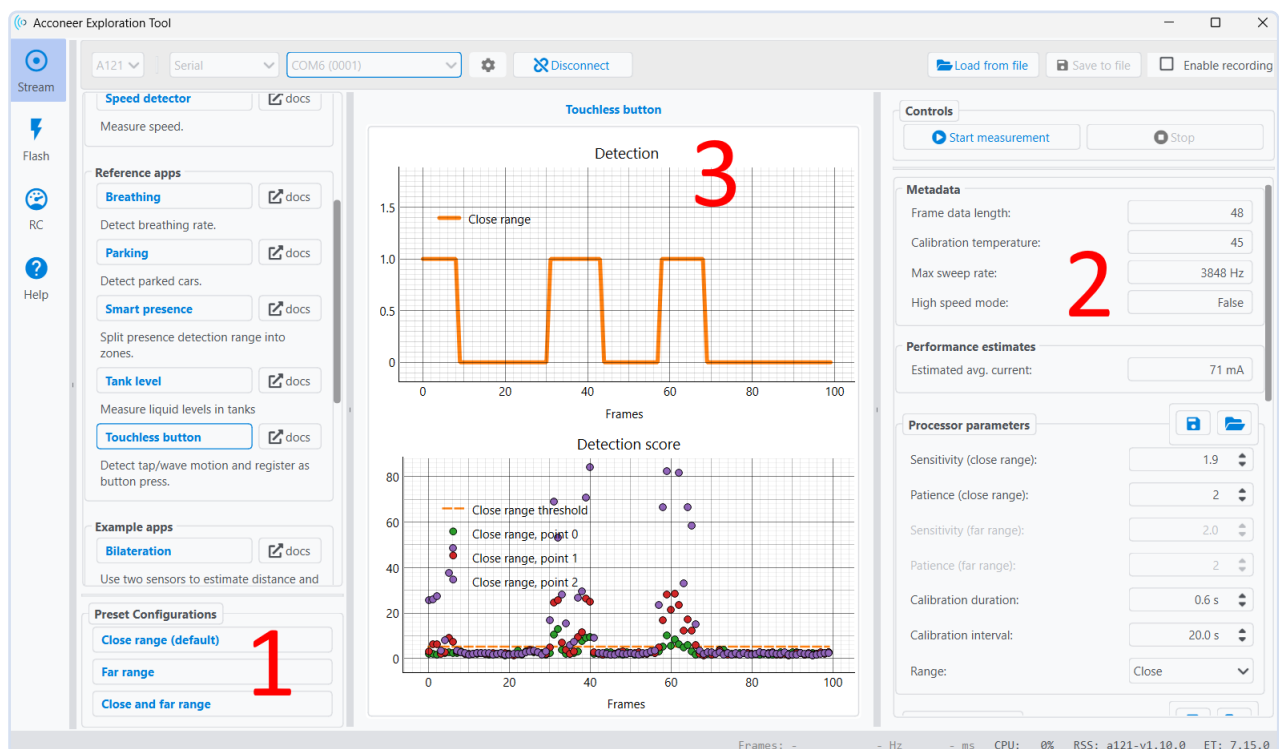 Acconeer Exploration Tool
Stream
Flash
RC
Help
A121
Serial
COM6 (0001)
Disconnect
Load from file
Save to file
Enable recording
Speed detector
docs
Measure speed.
Reference apps
Breathing
docs
Detect breathing rate.
Parking
docs
Detect parked cars.
Smart presence
docs
Split presence detection range into
zones.
Tank level
docs
Measure liquid levels in tanks
Touchless button
docs
Detect tap/wave motion and register as
button press.
Example apps
Bilateration
docs
Use two sensors to estimate distance and
Preset Configurations
Close range (default)
Far range
Close and far range
1
Touchless button
Detection
3
1.5
1.0
0.5
0
Close range
0 20 40 60 80 100
Frames
Detection score
80
60
40
20
0
Close range threshold
Close range, point 0
Close range, point 1
Close range, point 2
0 20 40 60 80 100
Frames
Controls
Start measurement
Stop
Metadata
Frame data length: 48
Calibration temperature: 45
Max sweep rate: 3848 Hz
High speed mode: False
2
Performance estimates
Estimated avg. current: 71 mA
Processor parameters
Sensitivity (close range): 1.9
Patience (close range): 2
Sensitivity (far range): 2.0
Patience (far range): 2
Calibration duration: 0.6 s
Calibration interval: 20.0 s
Range: Close
Frames: - - Hz - ms CPU: 0% RSS: a121-v1.10.0 ET: 7.15.0